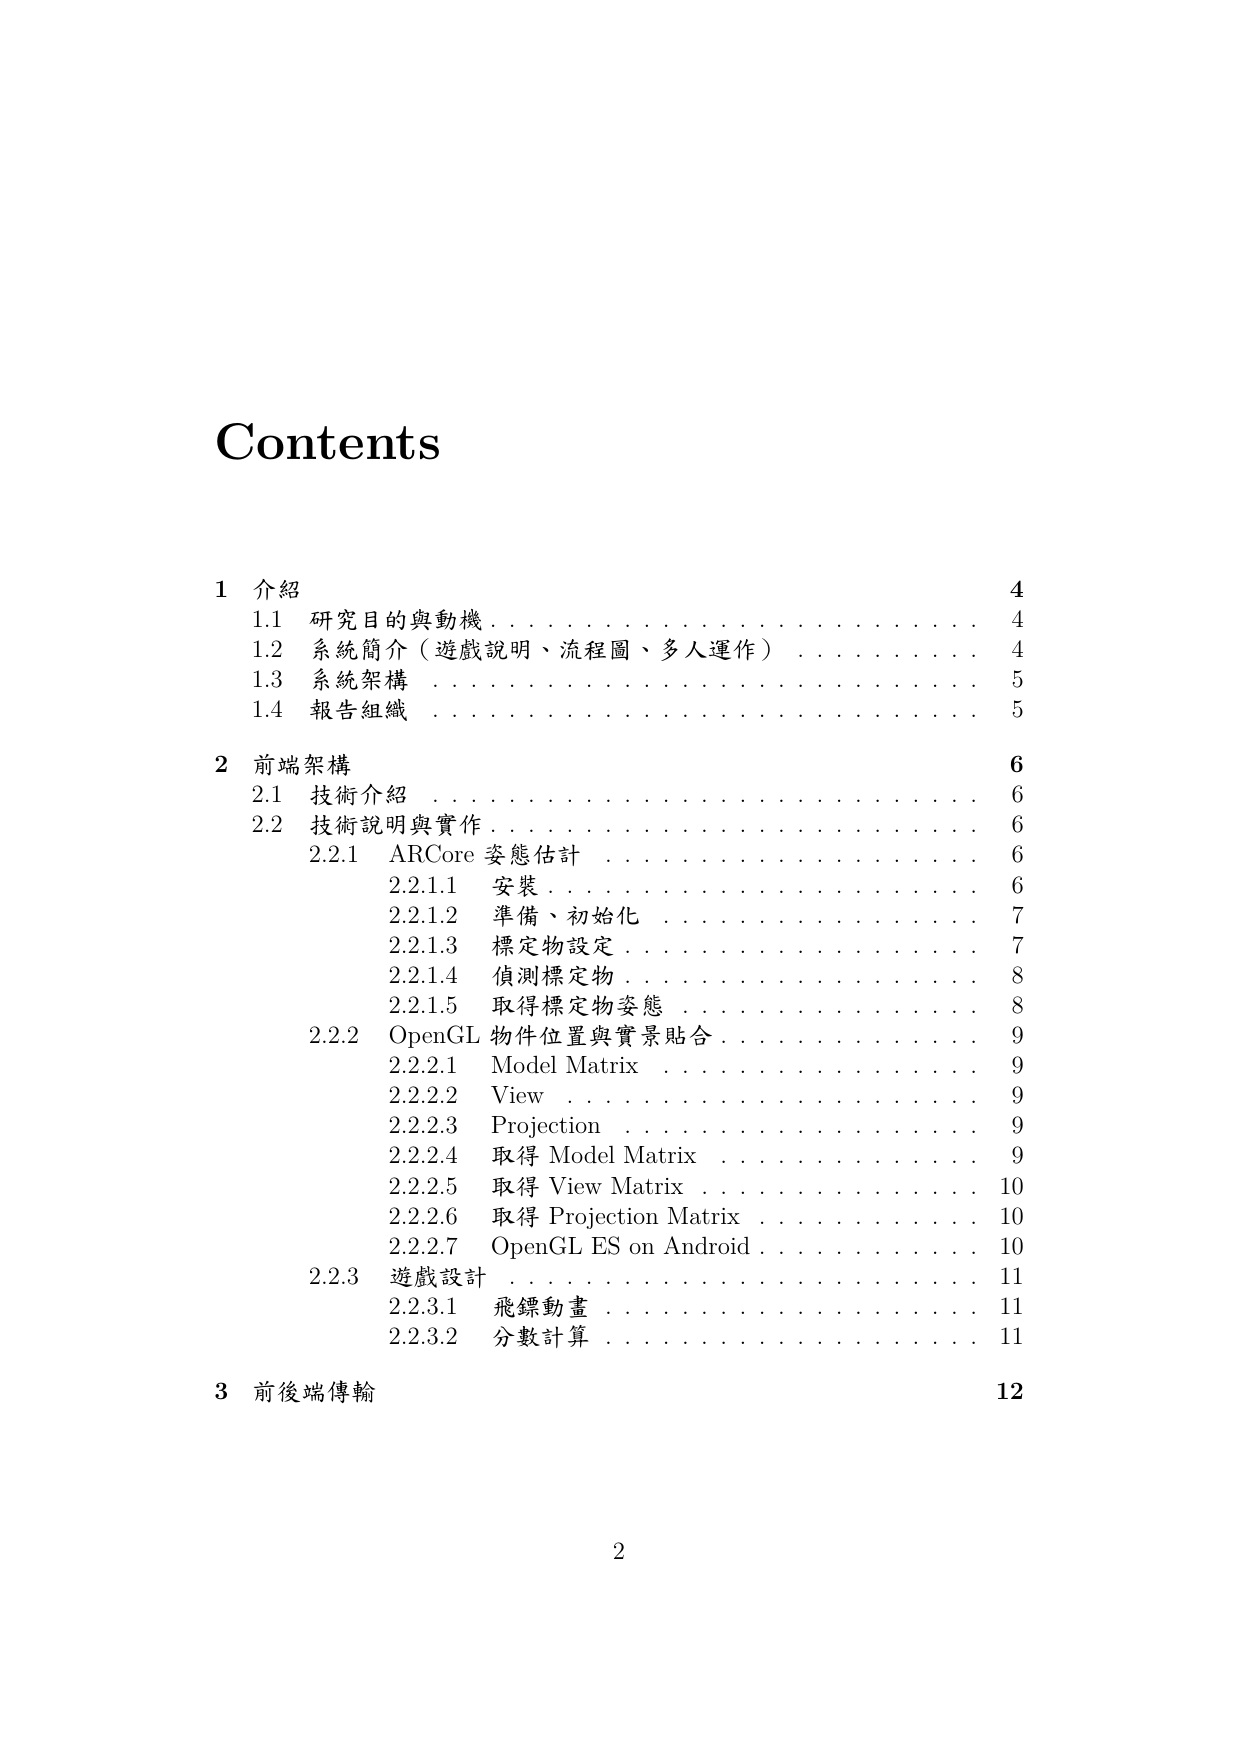 Contents
1 介紹 4
1.1 研究目的與動機 . . . . . . . . . . . . . . . . . . . . . . . . . . 4
1.2 系統簡介（遊戲說明、流程圖、多人運作） . . . . . . . . . . 4
1.3 系統架構 . . . . . . . . . . . . . . . . . . . . . . . . . . . . . 5
1.4 報告組織 . . . . . . . . . . . . . . . . . . . . . . . . . . . . . 5
2 前端架構 6
2.1 技術介紹 . . . . . . . . . . . . . . . . . . . . . . . . . . . . . 6
2.2 技術說明與實作 . . . . . . . . . . . . . . . . . . . . . . . . . . 6
2.2.1 ARCore 姿態估計 . . . . . . . . . . . . . . . . . . . . 6
2.2.1.1 安裝 . . . . . . . . . . . . . . . . . . . . . . . 6
2.2.1.2 準備、初始化 . . . . . . . . . . . . . . . . . 7
2.2.1.3 標定物設定 . . . . . . . . . . . . . . . . . . . 7
2.2.1.4 偵測標定物 . . . . . . . . . . . . . . . . . . . 8
2.2.1.5 取得標定物姿態 . . . . . . . . . . . . . . . . 8
2.2.2 OpenGL 物件位置與實景貼合 . . . . . . . . . . . . . . 9
2.2.2.1 Model Matrix . . . . . . . . . . . . . . . . . 9
2.2.2.2 View . . . . . . . . . . . . . . . . . . . . . . 9
2.2.2.3 Projection . . . . . . . . . . . . . . . . . . . 9
2.2.2.4 取得 Model Matrix . . . . . . . . . . . . . . 9
2.2.2.5 取得 View Matrix . . . . . . . . . . . . . . . 10
2.2.2.6 取得 Projection Matrix . . . . . . . . . . . . 10
2.2.2.7 OpenGL ES on Android . . . . . . . . . . . . 10
2.2.3 遊戲設計 . . . . . . . . . . . . . . . . . . . . . . . . . 11
2.2.3.1 飛鏢動畫 . . . . . . . . . . . . . . . . . . . . 11
2.2.3.2 分數計算 . . . . . . . . . . . . . . . . . . . . 11
3 前後端傳輸 12
2